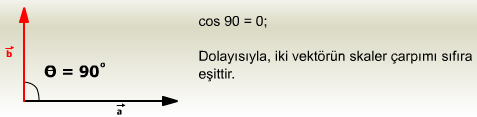 cos 90 = 0;
b⃗
Dolayısıyla, iki vektörün skaler çarpımı sıfıra
Ɵ = 90°
eşittir.
a⃗